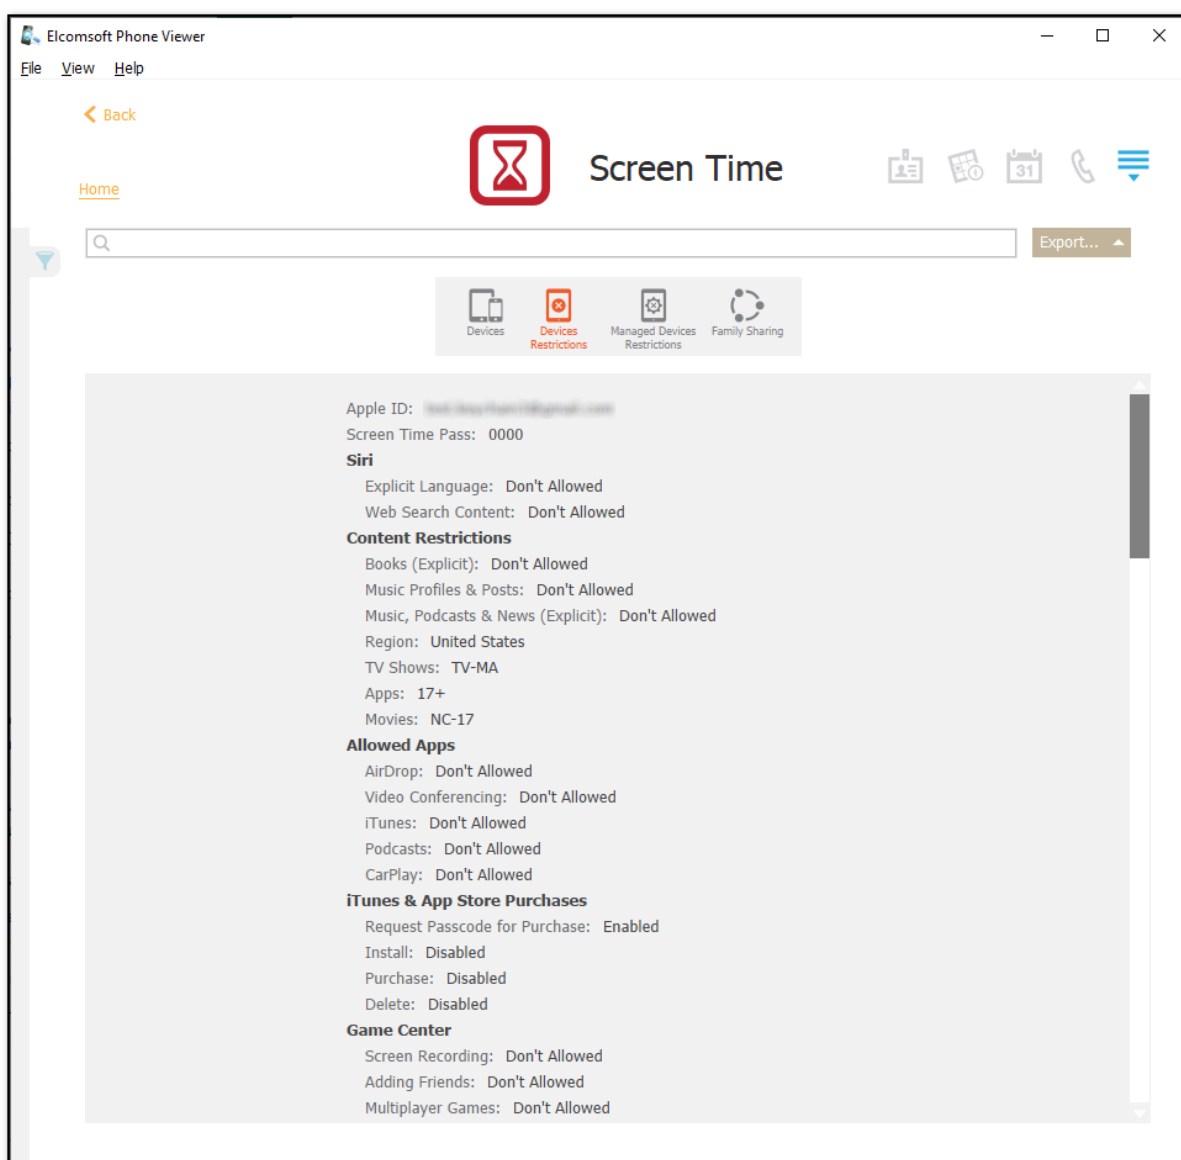 Elcomsoft Phone Viewer
File View Help
Back
Screen Time
31
Home
Export...
Devices
Devices Restrictions
Managed Devices Restrictions
Family Sharing
Apple ID:
Screen Time Pass: 0000
Siri
Explicit Language: Don't Allowed
Web Search Content: Don't Allowed
Content Restrictions
Books (Explicit): Don't Allowed
Music Profiles & Posts: Don't Allowed
Music, Podcasts & News (Explicit): Don't Allowed
Region: United States
TV Shows: TV-MA
Apps: 17+
Movies: NC-17
Allowed Apps
AirDrop: Don't Allowed
Video Conferencing: Don't Allowed
iTunes: Don't Allowed
Podcasts: Don't Allowed
CarPlay: Don't Allowed
iTunes & App Store Purchases
Request Passcode for Purchase: Enabled
Install: Disabled
Purchase: Disabled
Delete: Disabled
Game Center
Screen Recording: Don't Allowed
Adding Friends: Don't Allowed
Multiplayer Games: Don't Allowed